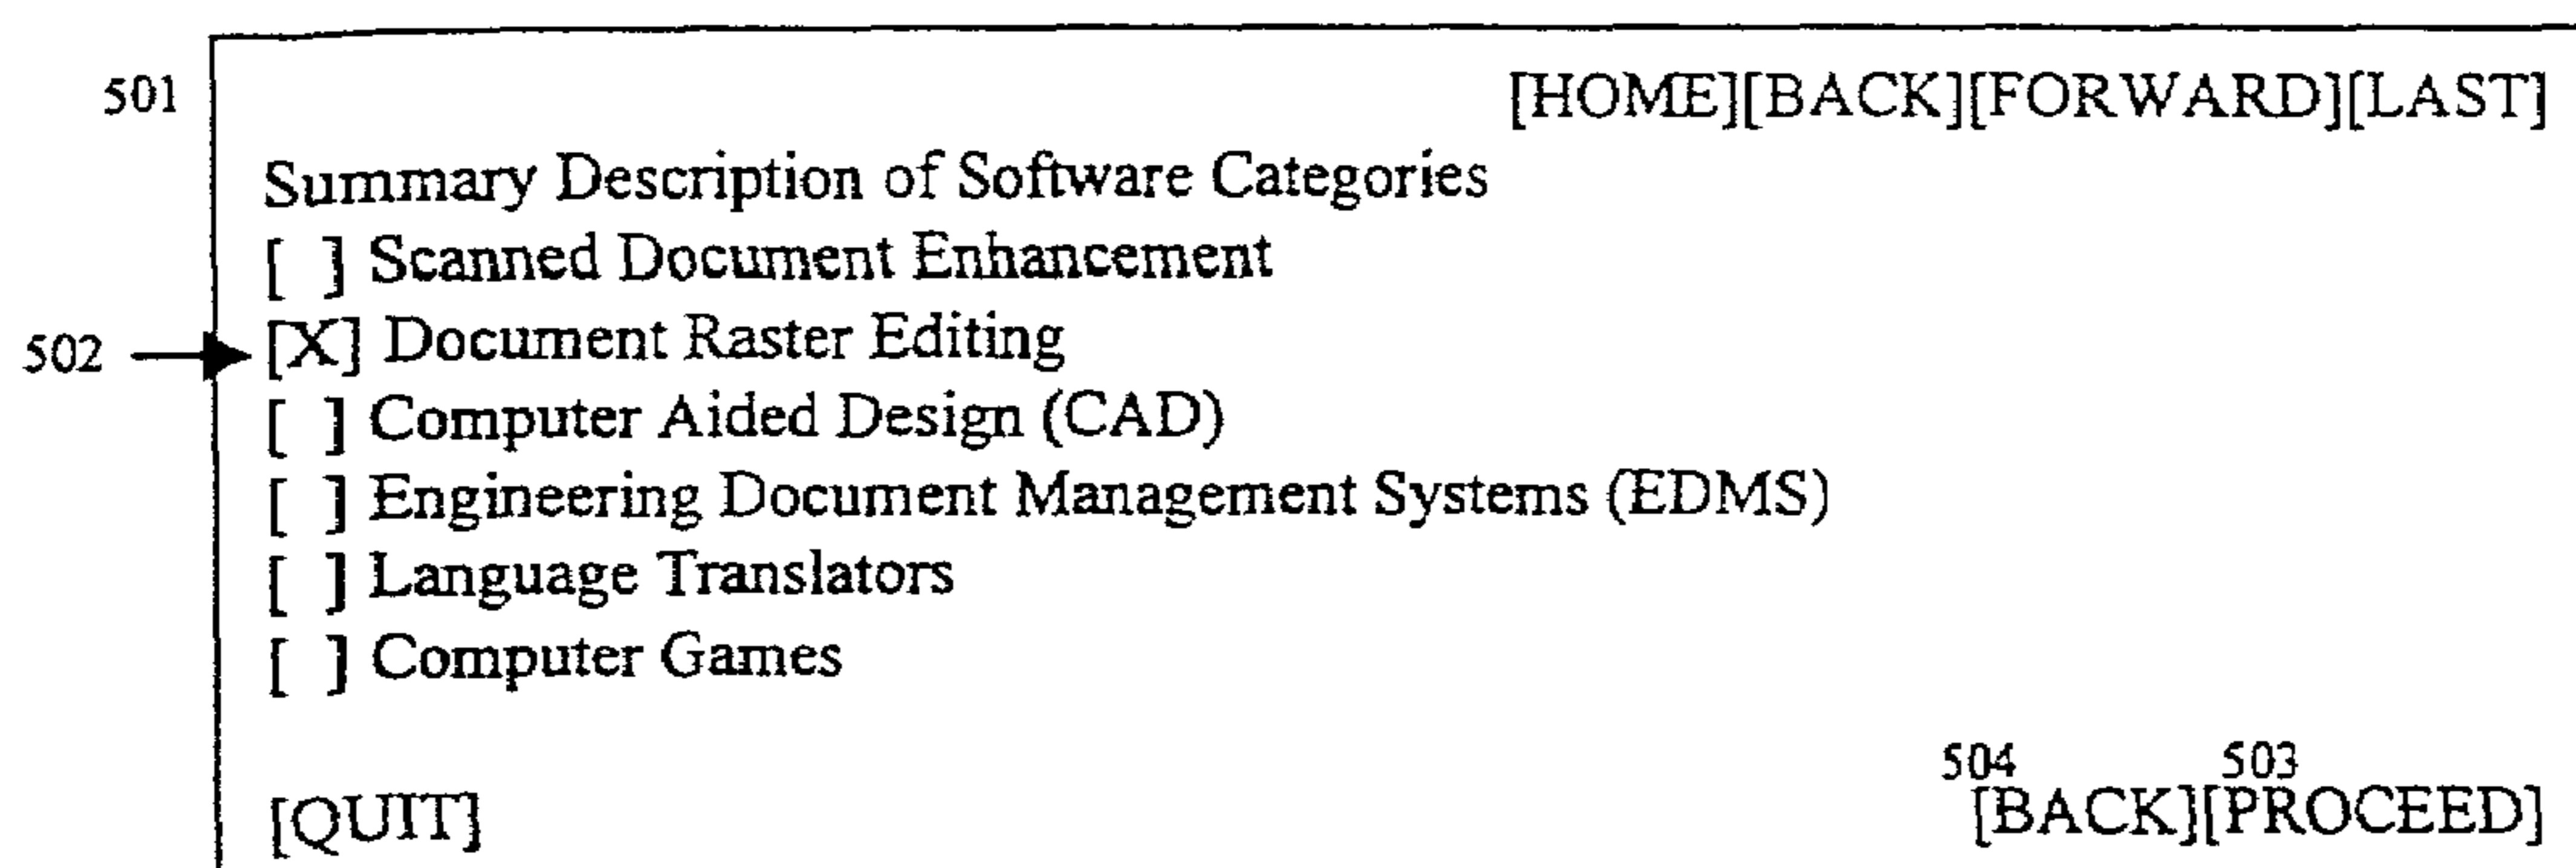 501 [HOME][BACK][FORWARD][LAST]
Summary Description of Software Categories
[ ] Scanned Document Enhancement
502 [X] Document Raster Editing
[ ] Computer Aided Design (CAD)
[ ] Engineering Document Management Systems (EDMS)
[ ] Language Translators
[ ] Computer Games
504 503
[QUIT] [BACK][PROCEED]